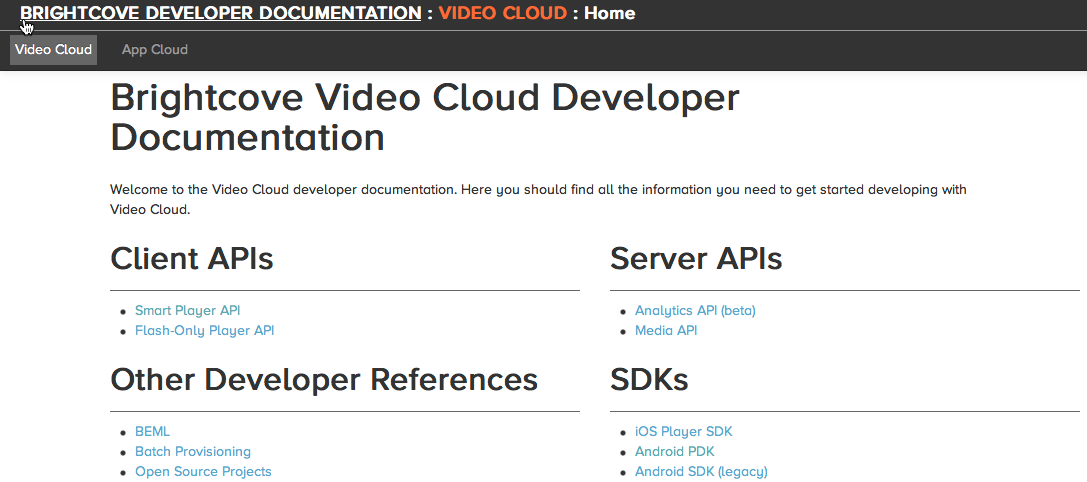 BRIGHTCOVE DEVELOPER DOCUMENTATION : VIDEO CLOUD : Home
Video Cloud App Cloud
Brightcove Video Cloud Developer
Documentation
Welcome to the Video Cloud developer documentation. Here you should find all the information you need to get started developing with
Video Cloud.
Client APIs
Smart Player API
Flash-Only Player API
Server APIs
Analytics API (beta)
Media API
Other Developer References
BEML
Batch Provisioning
Open Source Projects
SDKs
iOS Player SDK
Android PDK
Android SDK (legacy)